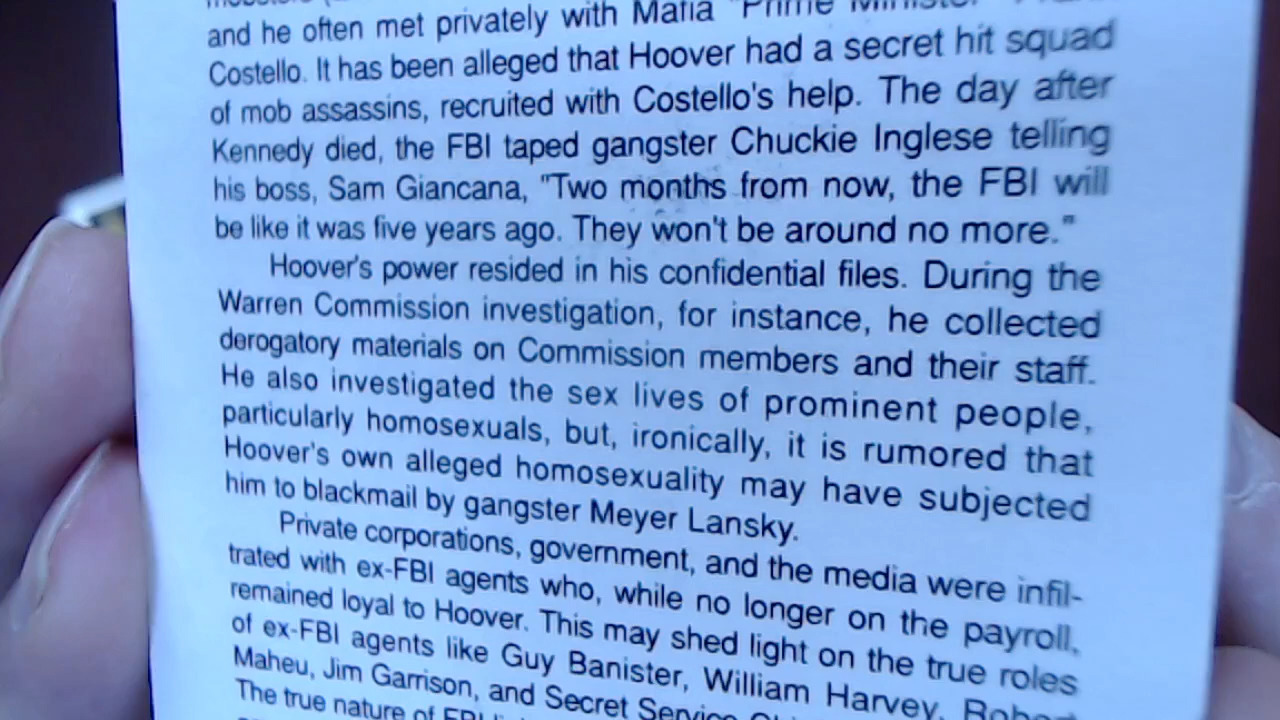 and he often met privately with Mafia "Prime Minister"
Costello. It has been alleged that Hoover had a secret hit squad
of mob assassins, recruited with Costello's help. The day after
Kennedy died, the FBI taped gangster Chuckie Inglese telling
his boss, Sam Giancana, "Two months from now, the FBI will
be like it was five years ago. They won't be around no more."
Hoover's power resided in his confidential files. During the
Warren Commission investigation, for instance, he collected
derogatory materials on Commission members and their staff.
He also investigated the sex lives of prominent people,
particularly homosexuals, but, ironically, it is rumored that
Hoover's own alleged homosexuality may have subjected
him to blackmail by gangster Meyer Lansky.
Private corporations, government, and the media were infil-
trated with ex-FBI agents who, while no longer on the payroll,
remained loyal to Hoover. This may shed light on the true roles
of ex-FBI agents like Guy Banister, William Harvey, Robert
Maheu, Jim Garrison, and Secret Service
The true nature of FBI